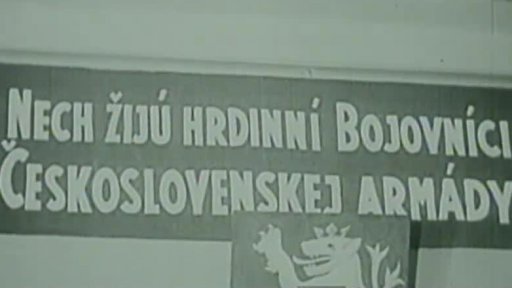 Nech žijú hrdinní Bojovníci
Československej armády